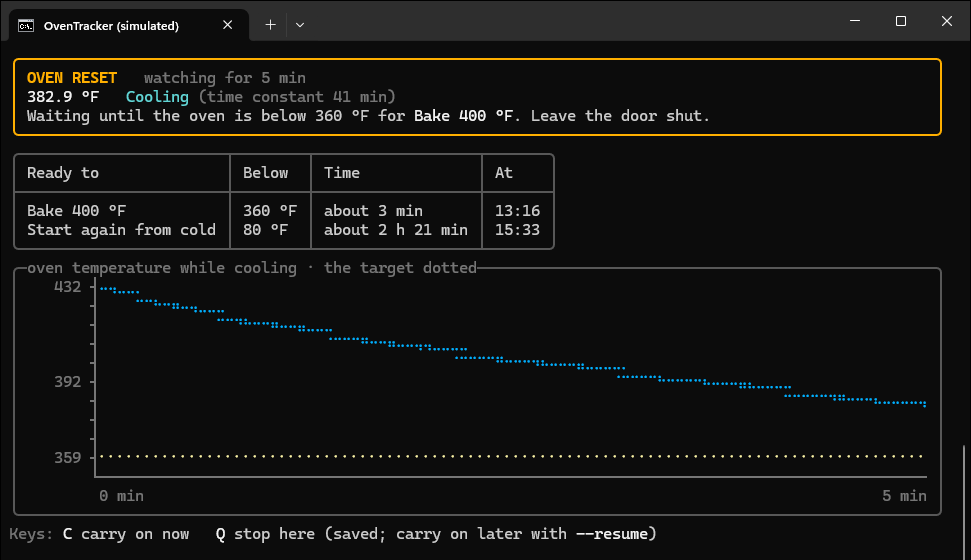 OvenTracker (simulated)
OVEN RESET watching for 5 min
382.9 °F Cooling (time constant 41 min)
Waiting until the oven is below 360 °F for Bake 400 °F. Leave the door shut.
Ready to Below Time At
Bake 400 °F 360 °F about 3 min 13:16
Start again from cold 80 °F about 2 h 21 min 15:33
oven temperature while cooling · the target dotted
432
392
359
0 min 5 min
Keys: C carry on now Q stop here (saved; carry on later with --resume)